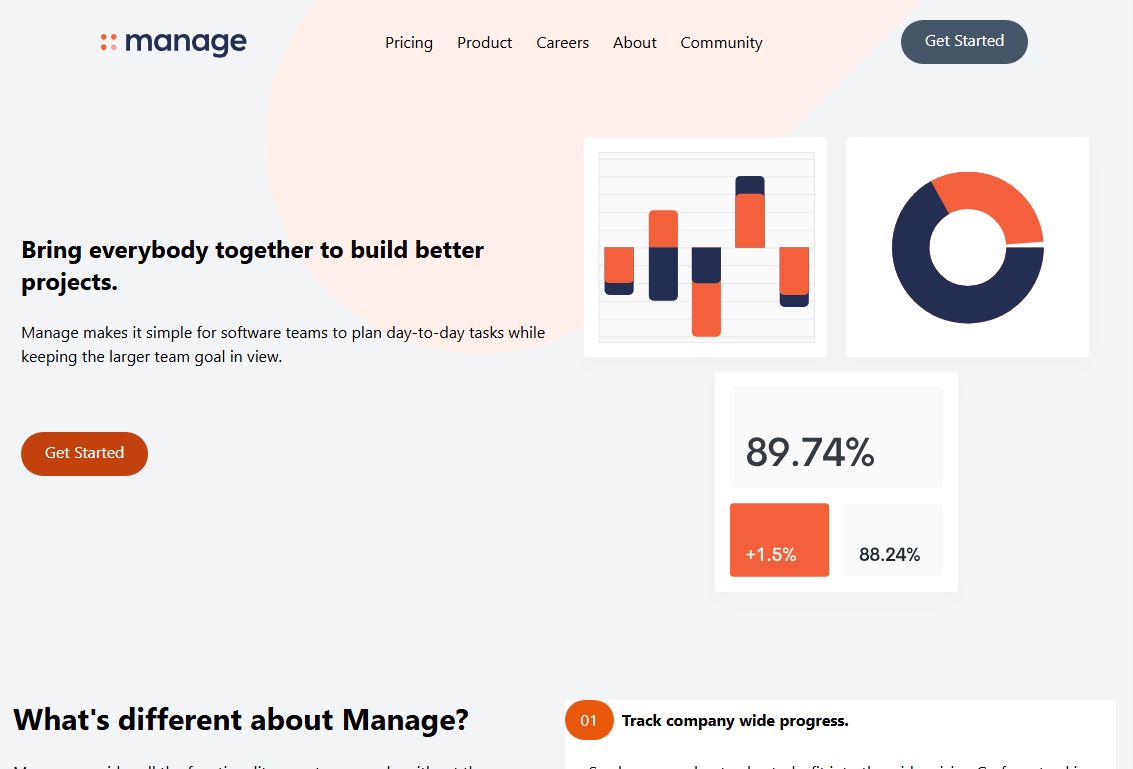 manage
Pricing Product Careers About Community
Get Started
Bring everybody together to build better
projects.
Manage makes it simple for software teams to plan day-to-day tasks while
keeping the larger team goal in view.
Get Started
89.74%
+1.5% 88.24%
What's different about Manage?
01 Track company wide progress.